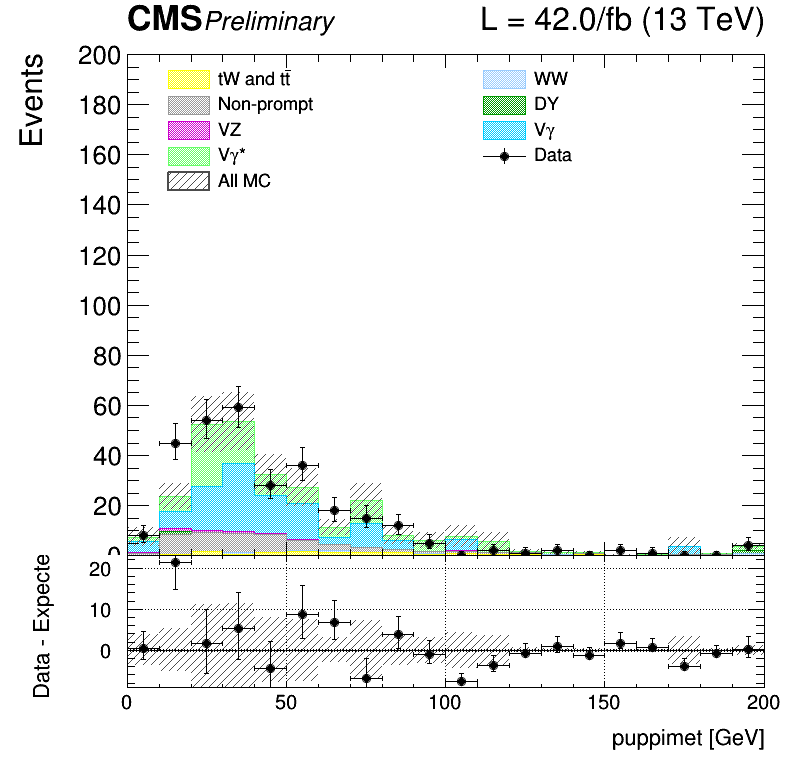 CMS Preliminary L = 42.0/fb (13 TeV)
Events
200
180
160
140
120
100
80
60
40
20
0
tW and tt̄
Non-prompt
VZ
Vγ*
All MC
WW
DY
Vγ
Data
Data - Expecte
20
10
0
0 50 100 150 200
puppimet [GeV]